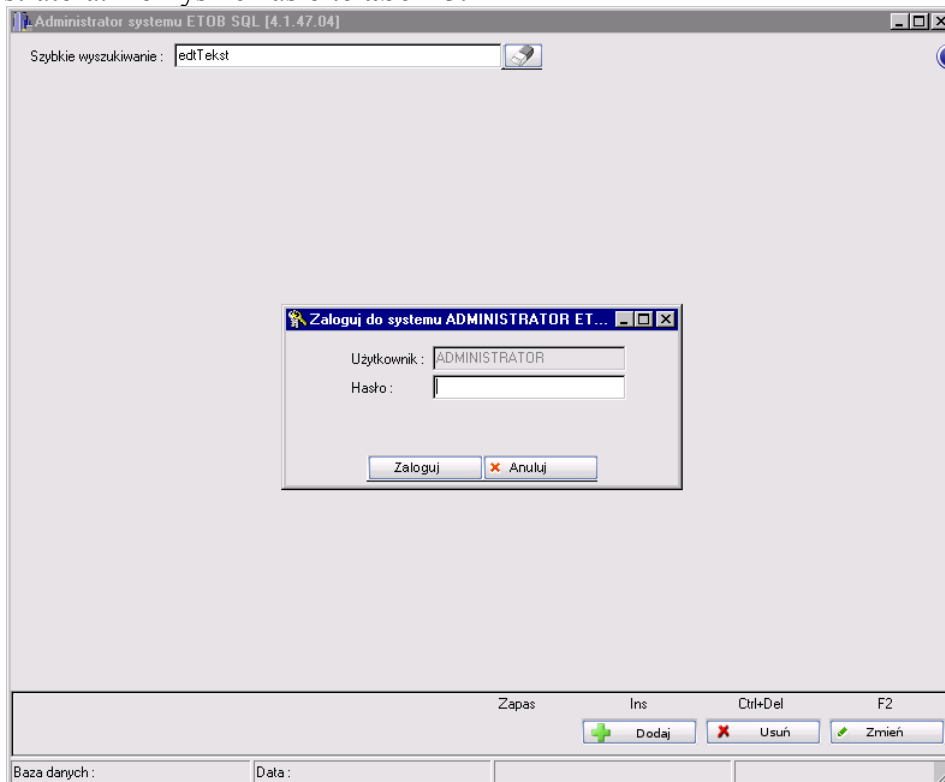 Administrator systemu ETOB SQL [4.1.47.04]
Szybkie wyszukiwanie : edtTekst
Zaloguj do systemu ADMINISTRATOR ET...
Użytkownik : ADMINISTRATOR
Hasło :
Zaloguj Anuluj
Zapas Ins Ctrl+Del F2
Dodaj Usuń Zmień
Baza danych : Data :